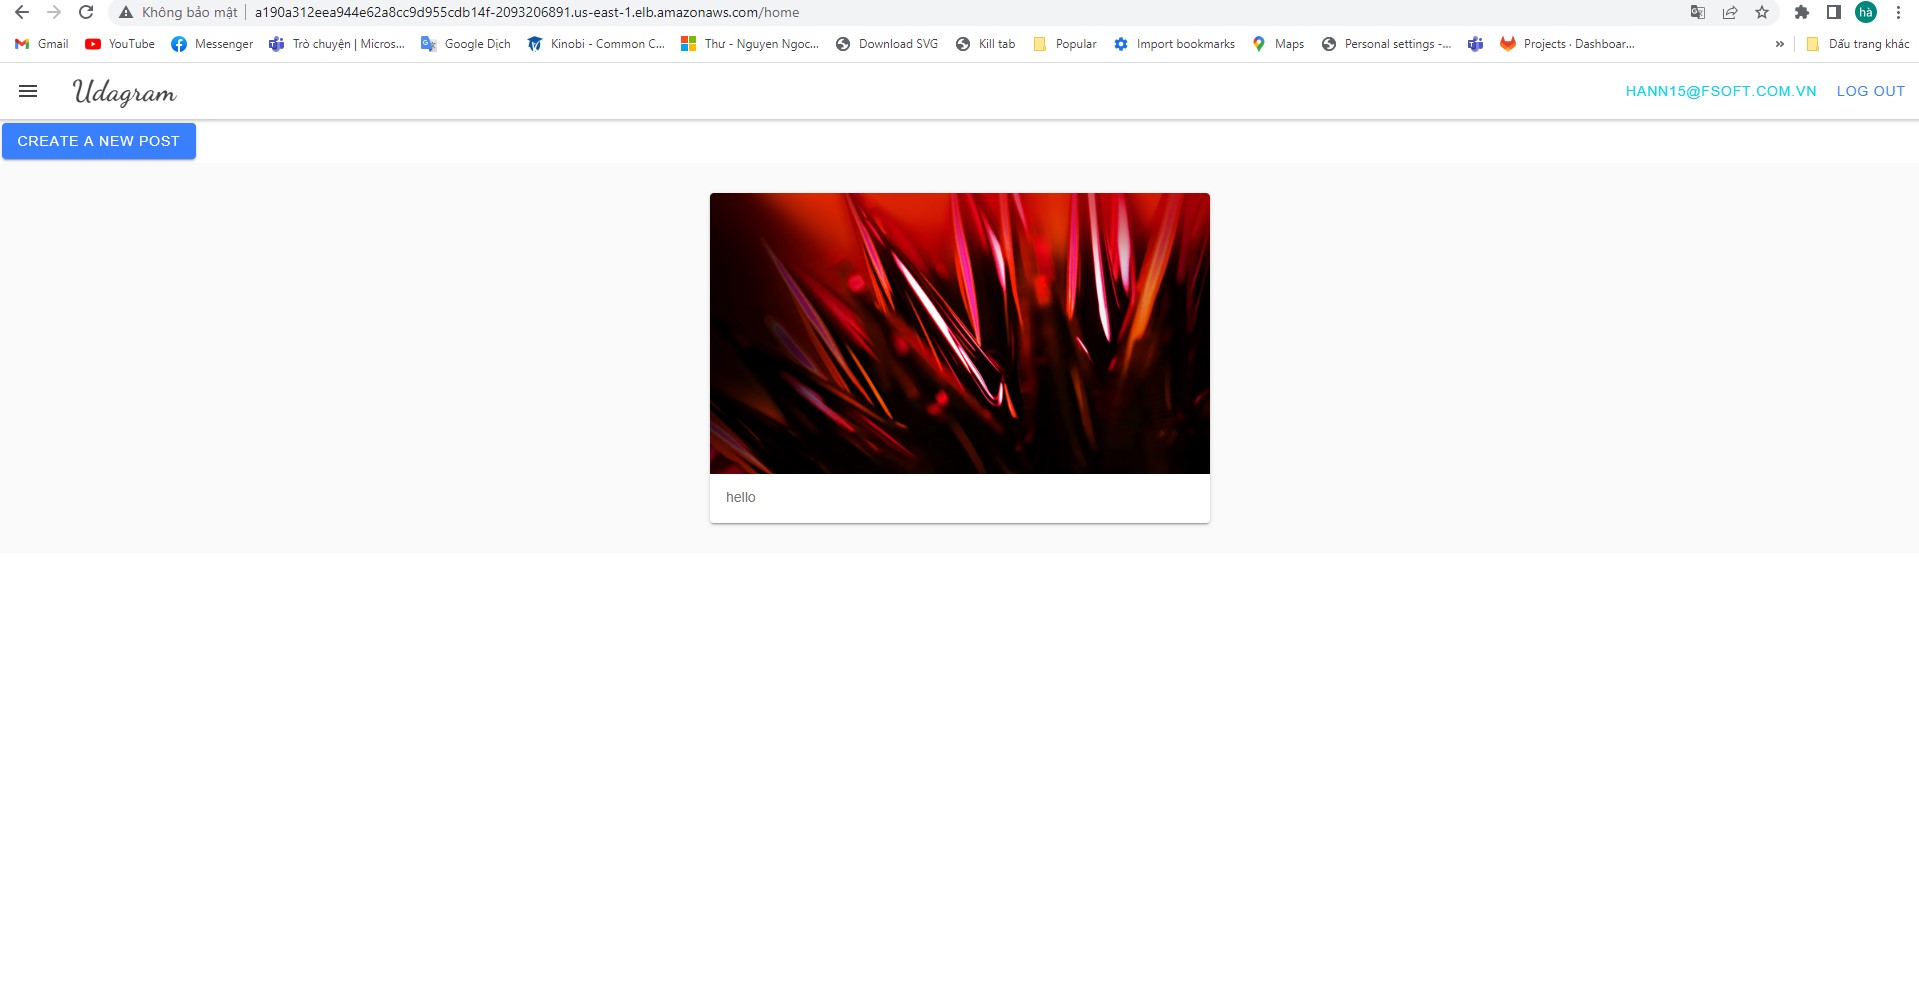 Không bảo mật
a190a312eea944e62a8cc9d955cdb14f-2093206891.us-east-1.elb.amazonaws.com/home
hà
Gmail
YouTube
Messenger
Trò chuyện | Micros...
Google Dịch
Kinobi - Common C...
Thư - Nguyen Ngoc...
Download SVG
Kill tab
Popular
Import bookmarks
Maps
Personal settings -...
Projects · Dashboar...
»
Dấu trang khác
Udagram
HANN15@FSOFT.COM.VN
LOG OUT
CREATE A NEW POST
hello